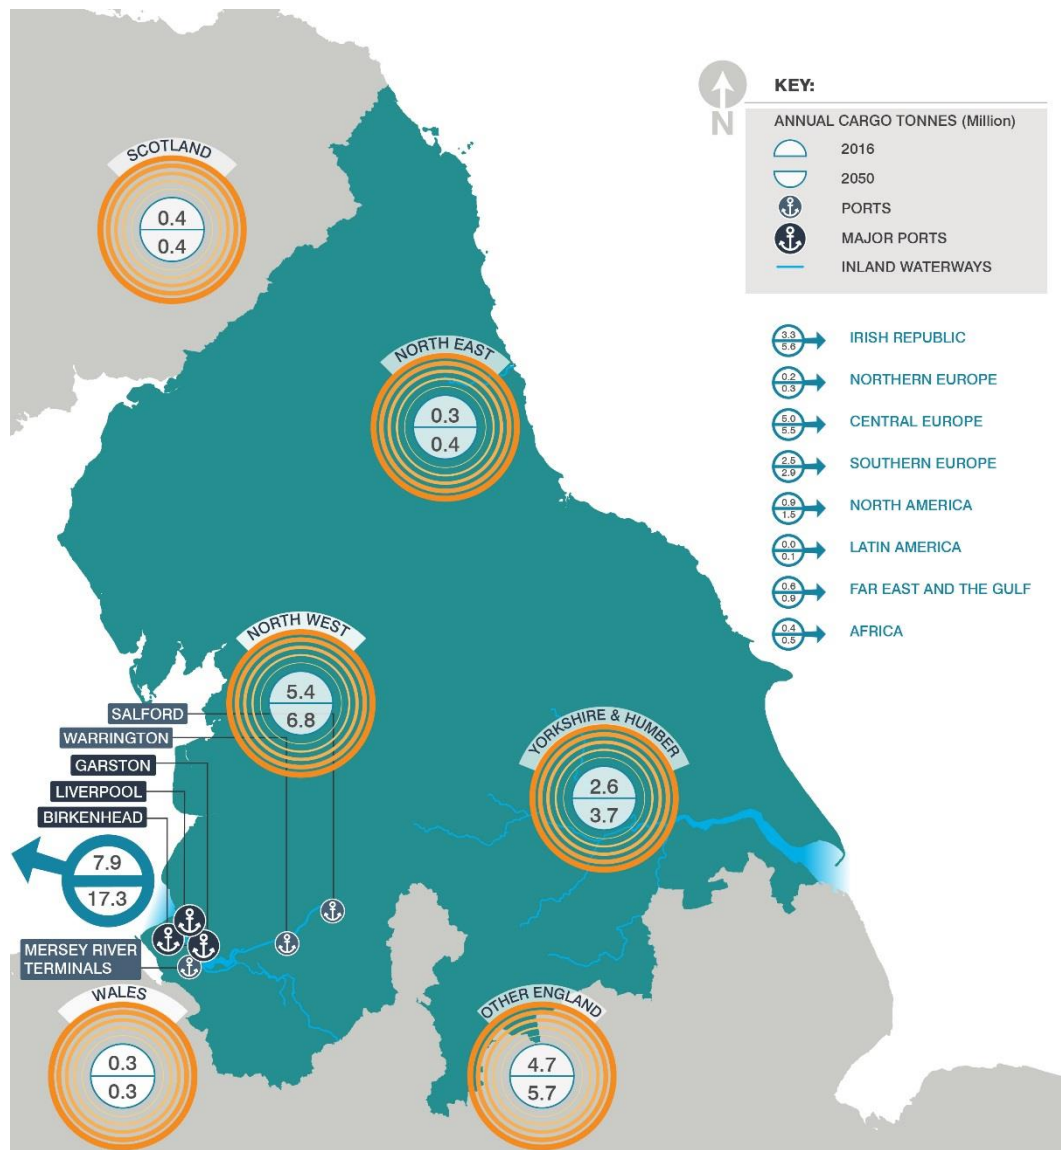 KEY:
ANNUAL CARGO TONNES (Million)
2016
2050
PORTS
MAJOR PORTS
INLAND WATERWAYS
N
3.3
5.6
IRISH REPUBLIC
0.2
0.3
NORTHERN EUROPE
5.0
5.5
CENTRAL EUROPE
2.5
2.9
SOUTHERN EUROPE
0.9
1.5
NORTH AMERICA
0.0
0.1
LATIN AMERICA
0.6
0.9
FAR EAST AND THE GULF
0.4
0.5
AFRICA
SCOTLAND
0.4
0.4
NORTH EAST
0.3
0.4
NORTH WEST
5.4
6.8
SALFORD
WARRINGTON
GARSTON
LIVERPOOL
BIRKENHEAD
YORKSHIRE & HUMBER
2.6
3.7
7.9
17.3
MERSEY RIVER
TERMINALS
WALES
0.3
0.3
OTHER ENGLAND
4.7
5.7